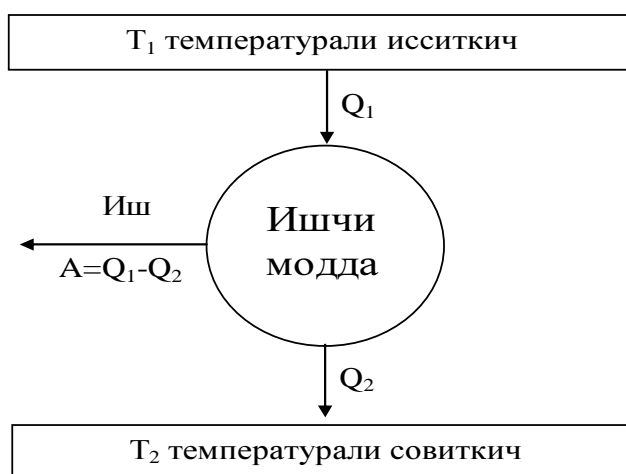 T₁ температурали исситкич
Q₁
Иш
A=Q₁-Q₂
Ишчи
модда
Q₂
T₂ температурали совиткич